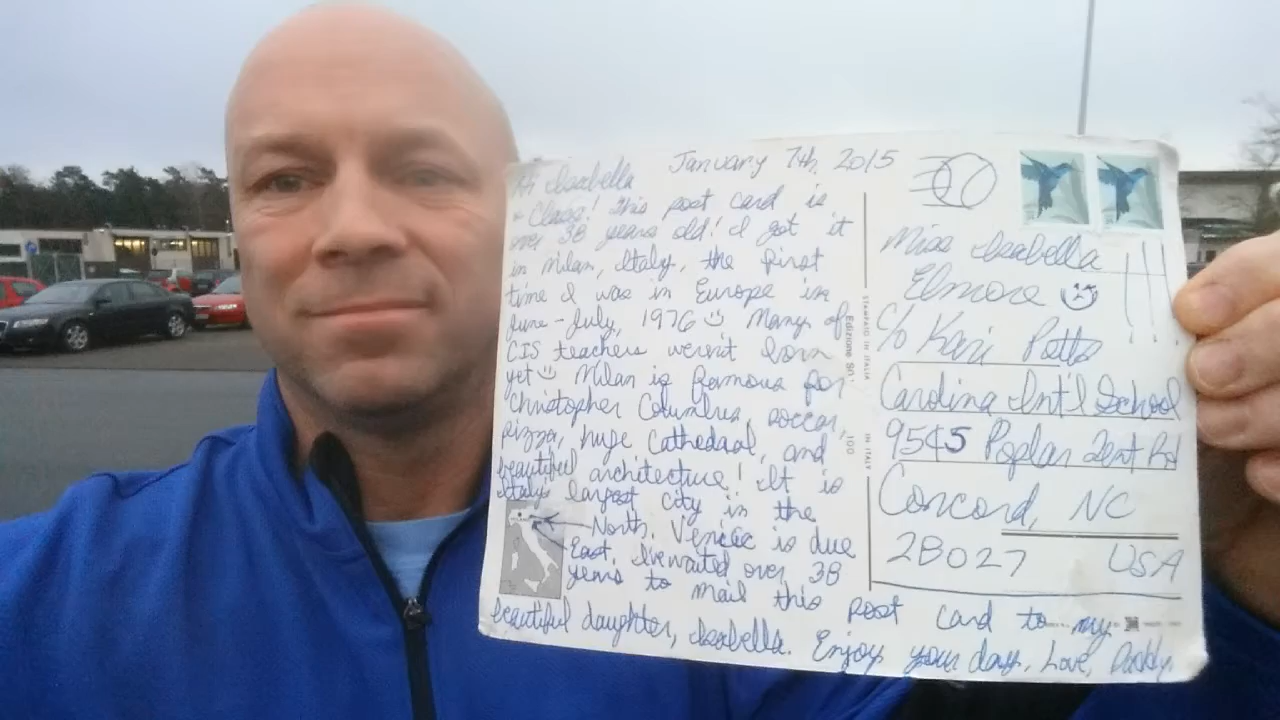 January 7th, 2015
Hi Isabella
+ Class! This post card is
over 38 years old! I got it
in Milan, Italy, the first
time I was in Europe in
June - July, 1976 Many of
CIS teachers weren't born
yet Milan is famous for
Christopher Columbus, soccer,
pizza, huge Cathedral, and
beautiful architecture! It is
Italy largest city in the
North. Venice is due
East. I've waited over 38
years to mail this post card to my
beautiful daughter, Isabella. Enjoy your day, Love, Daddy
Edizione
STAMPATO IN ITALIA
100
IN ITALY
Miss Isabella
Elmore
C/o Kari Potts
Carolina Int'l School
9545 Poplar Tent Rd
Concord, NC
28027 USA